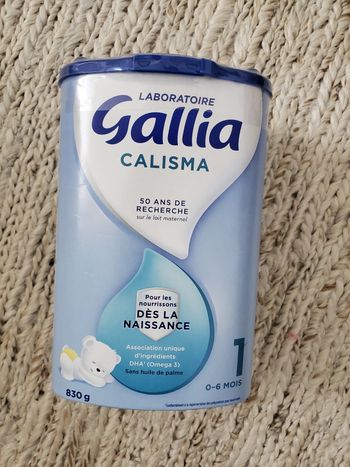 LABORATOIRE
Gallia
CALISMA
50 ANS DE
RECHERCHE
sur le lait maternel
Pour les
nourrissons
DÈS LA
NAISSANCE
Association unique
d'ingrédients
DHA¹ (Omega 3)
Sans huile de palme
1
0-6 MOIS
830 g